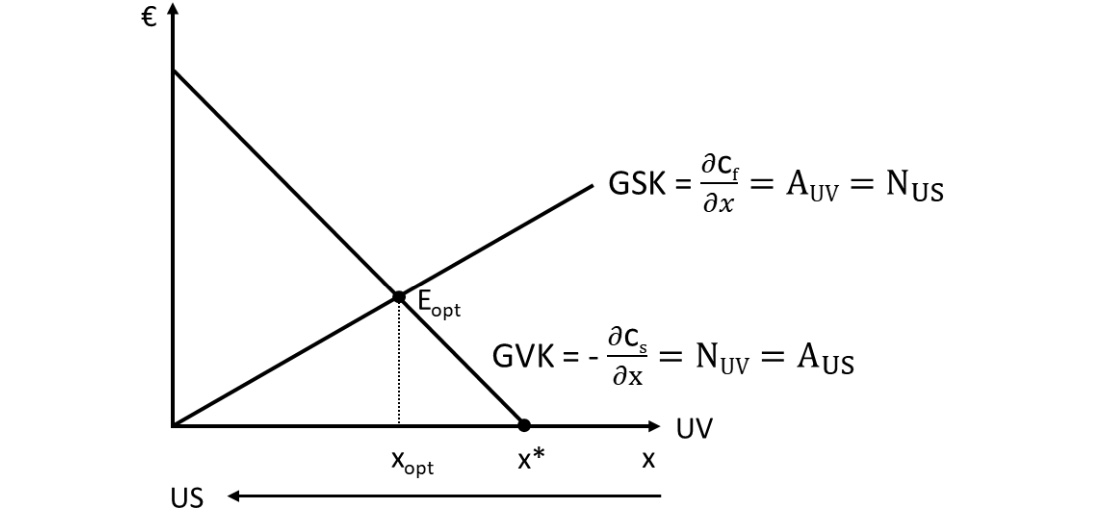 €
GSK = ∂c_f/∂x = A_UV = N_US
E_opt
GVK = - ∂c_s/∂x = N_UV = A_US
UV
x_opt x* x
US